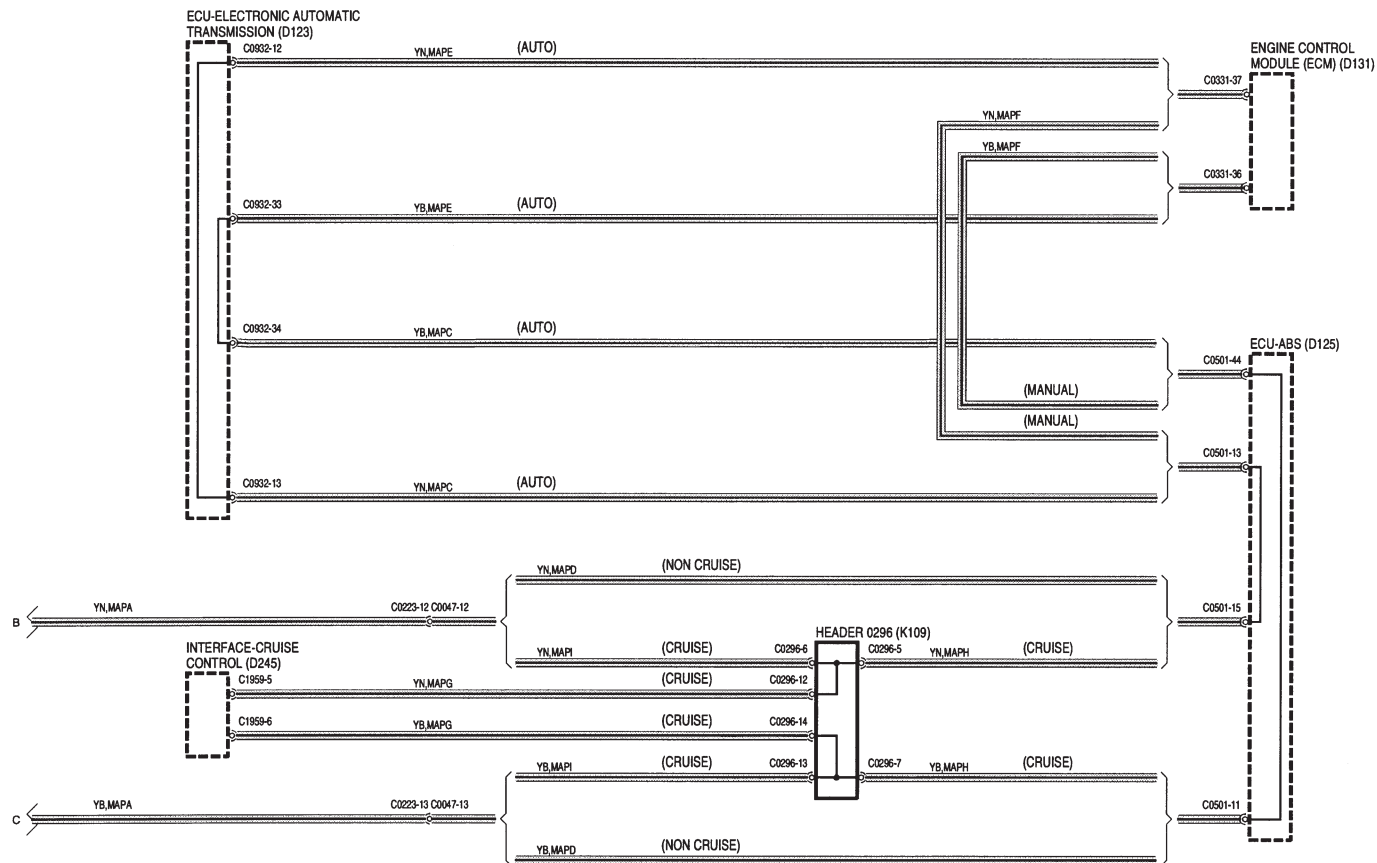 ECU-ELECTRONIC AUTOMATIC
TRANSMISSION (D123)
C0932-12
YN,MAPE
(AUTO)
ENGINE CONTROL
MODULE (ECM) (D131)
C0331-37
YN,MAPF
YB,MAPF
C0331-36
C0932-33
YB,MAPE
(AUTO)
C0932-34
YB,MAPC
(AUTO)
ECU-ABS (D125)
C0501-44
(MANUAL)
(MANUAL)
C0501-13
C0932-13
YN,MAPC
(AUTO)
YN,MAPD
(NON CRUISE)
B
YN,MAPA
C0223-12 C0047-12
C0501-15
HEADER 0296 (K109)
INTERFACE-CRUISE
CONTROL (D245)
YN,MAPI
(CRUISE)
C0296-6
C0296-5
YN,MAPH
(CRUISE)
C1959-5
YN,MAPG
(CRUISE)
C0296-12
C1959-6
YB,MAPG
(CRUISE)
C0296-14
YB,MAPI
(CRUISE)
C0296-13
C0296-7
YB,MAPH
(CRUISE)
C
YB,MAPA
C0223-13 C0047-13
C0501-11
YB,MAPD
(NON CRUISE)